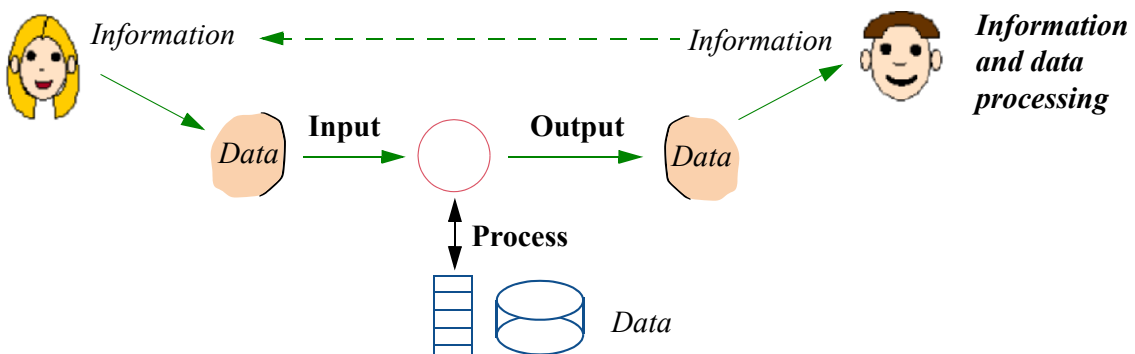 Information
Information
Information
and data
processing
Input
Output
Data
Data
Process
Data